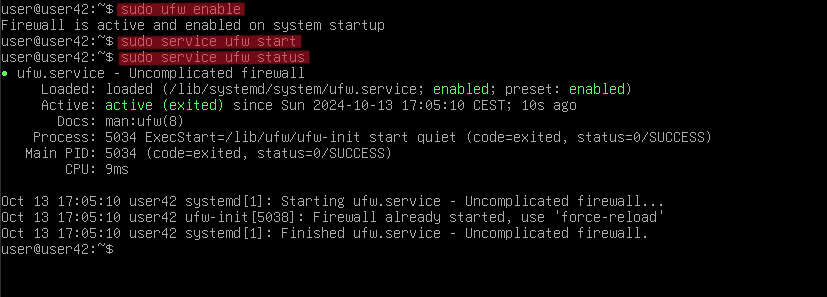 user@user42:~$ sudo ufw enable
Firewall is active and enabled on system startup
user@user42:~$ sudo service ufw start
user@user42:~$ sudo service ufw status
● ufw.service - Uncomplicated firewall
Loaded: loaded (/lib/systemd/system/ufw.service; enabled; preset: enabled)
Active: active (exited) since Sun 2024-10-13 17:05:10 CEST; 10s ago
Docs: man:ufw(8)
Process: 5034 ExecStart=/lib/ufw/ufw-init start quiet (code=exited, status=0/SUCCESS)
Main PID: 5034 (code=exited, status=0/SUCCESS)
CPU: 9ms
Oct 13 17:05:10 user42 systemd[1]: Starting ufw.service - Uncomplicated firewall...
Oct 13 17:05:10 user42 ufw-init[5038]: Firewall already started, use 'force-reload'
Oct 13 17:05:10 user42 systemd[1]: Finished ufw.service - Uncomplicated firewall.
user@user42:~$